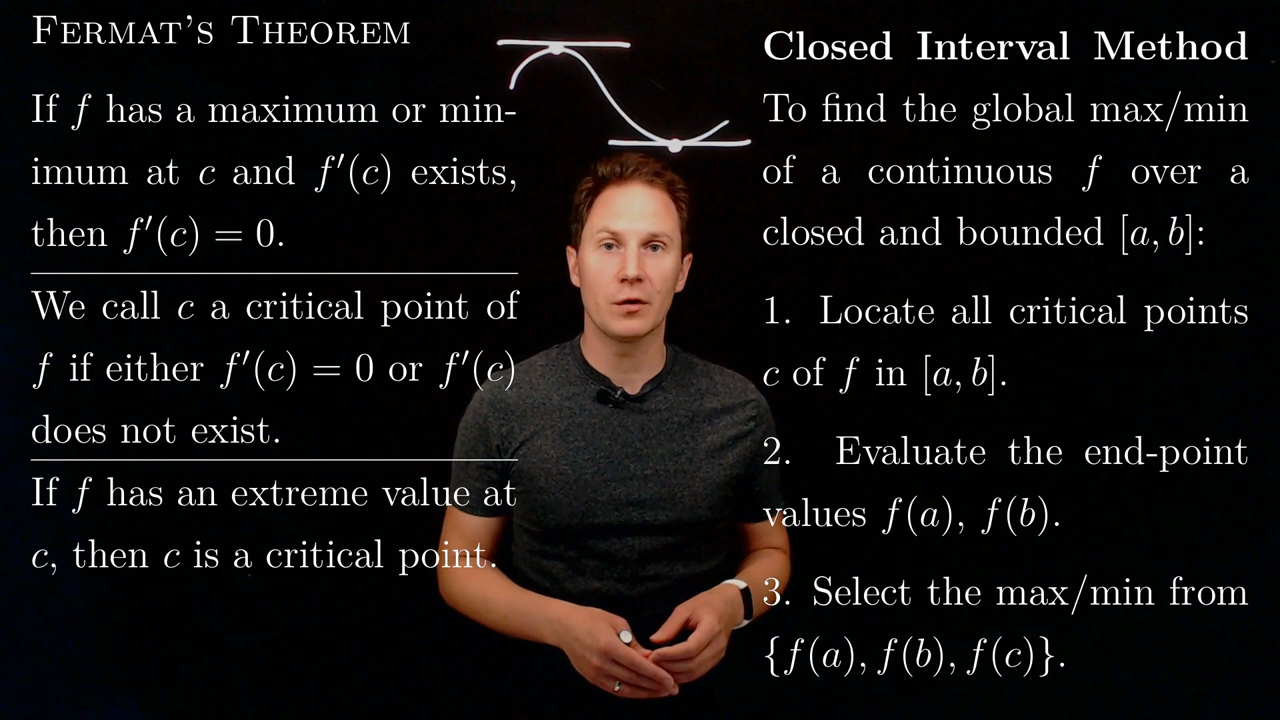 FERMAT'S THEOREM
If f has a maximum or min-
imum at c and f′(c) exists,
then f′(c) = 0.
We call c a critical point of
f if either f′(c) = 0 or f′(c)
does not exist.
If f has an extreme value at
c, then c is a critical point.
Closed Interval Method
To find the global max/min
of a continuous f over a
closed and bounded [a, b]:
1. Locate all critical points
c of f in [a, b].
2. Evaluate the end-point
values f(a), f(b).
3. Select the max/min from
{f(a), f(b), f(c)}.